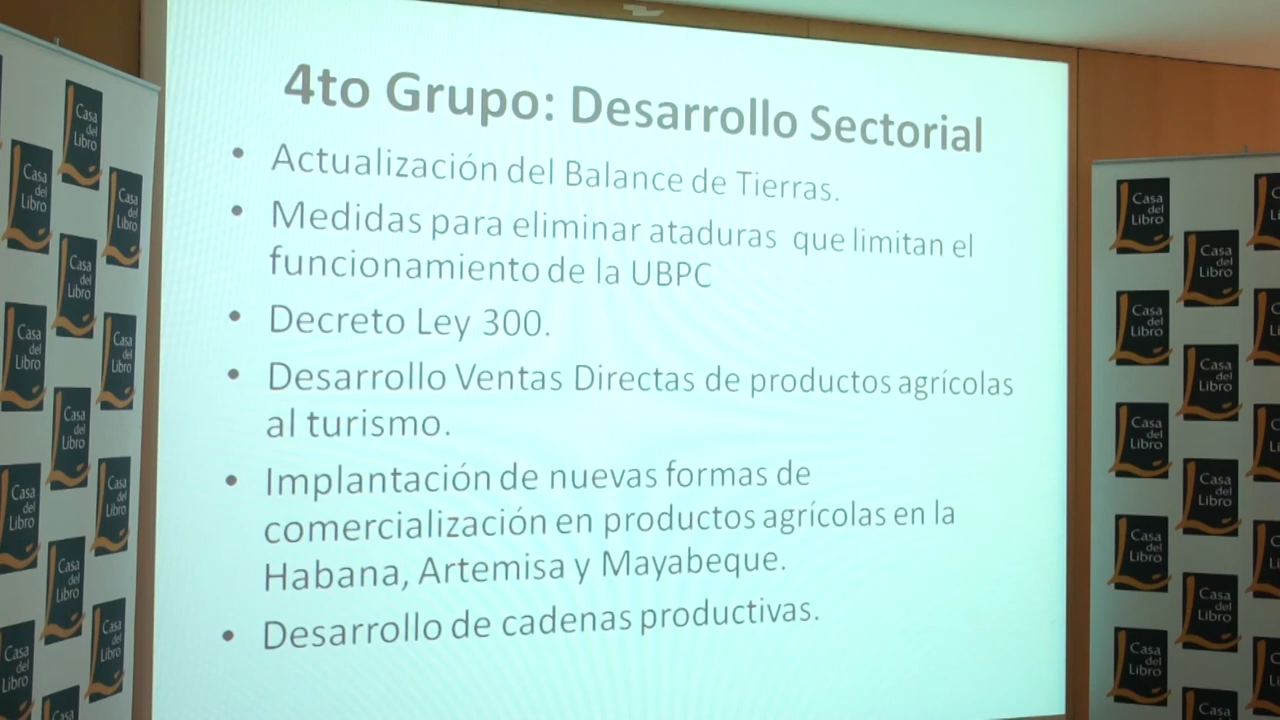 4to Grupo: Desarrollo Sectorial
• Actualización del Balance de Tierras.
• Medidas para eliminar ataduras que limitan el
funcionamiento de la UBPC
• Decreto Ley 300.
• Desarrollo Ventas Directas de productos agrícolas
al turismo.
• Implantación de nuevas formas de
comercialización en productos agrícolas en la
Habana, Artemisa y Mayabeque.
• Desarrollo de cadenas productivas.
Casa
del
Libro